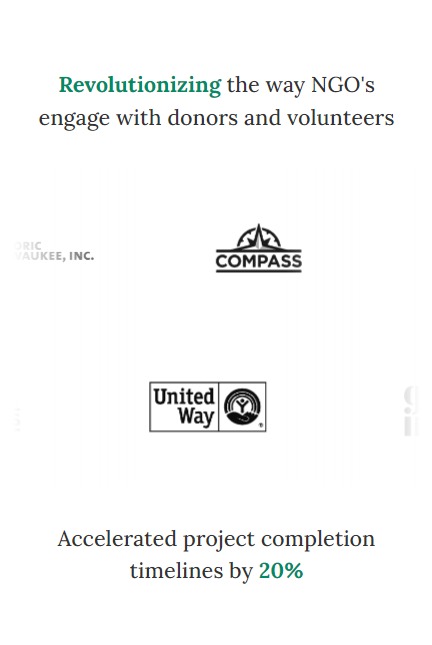 Revolutionizing the way NGO's
engage with donors and volunteers
ORIC
AUKEE, INC.
COMPASS
United
Way
®
Accelerated project completion
timelines by 20%